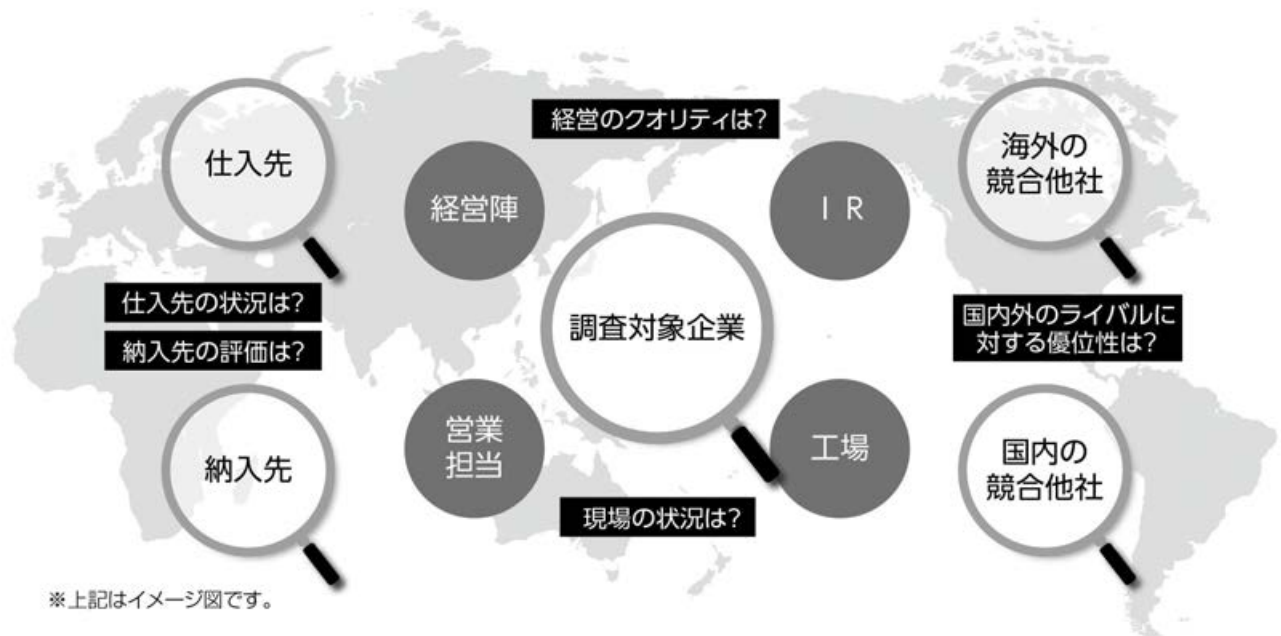 経営のクオリティは?
仕入先
経営陣
ＩＲ
海外の
競合他社
調査対象企業
仕入先の状況は?
納入先の評価は?
国内外のライバルに
対する優位性は?
納入先
営業
担当
工場
国内の
競合他社
現場の状況は?
※上記はイメージ図です。